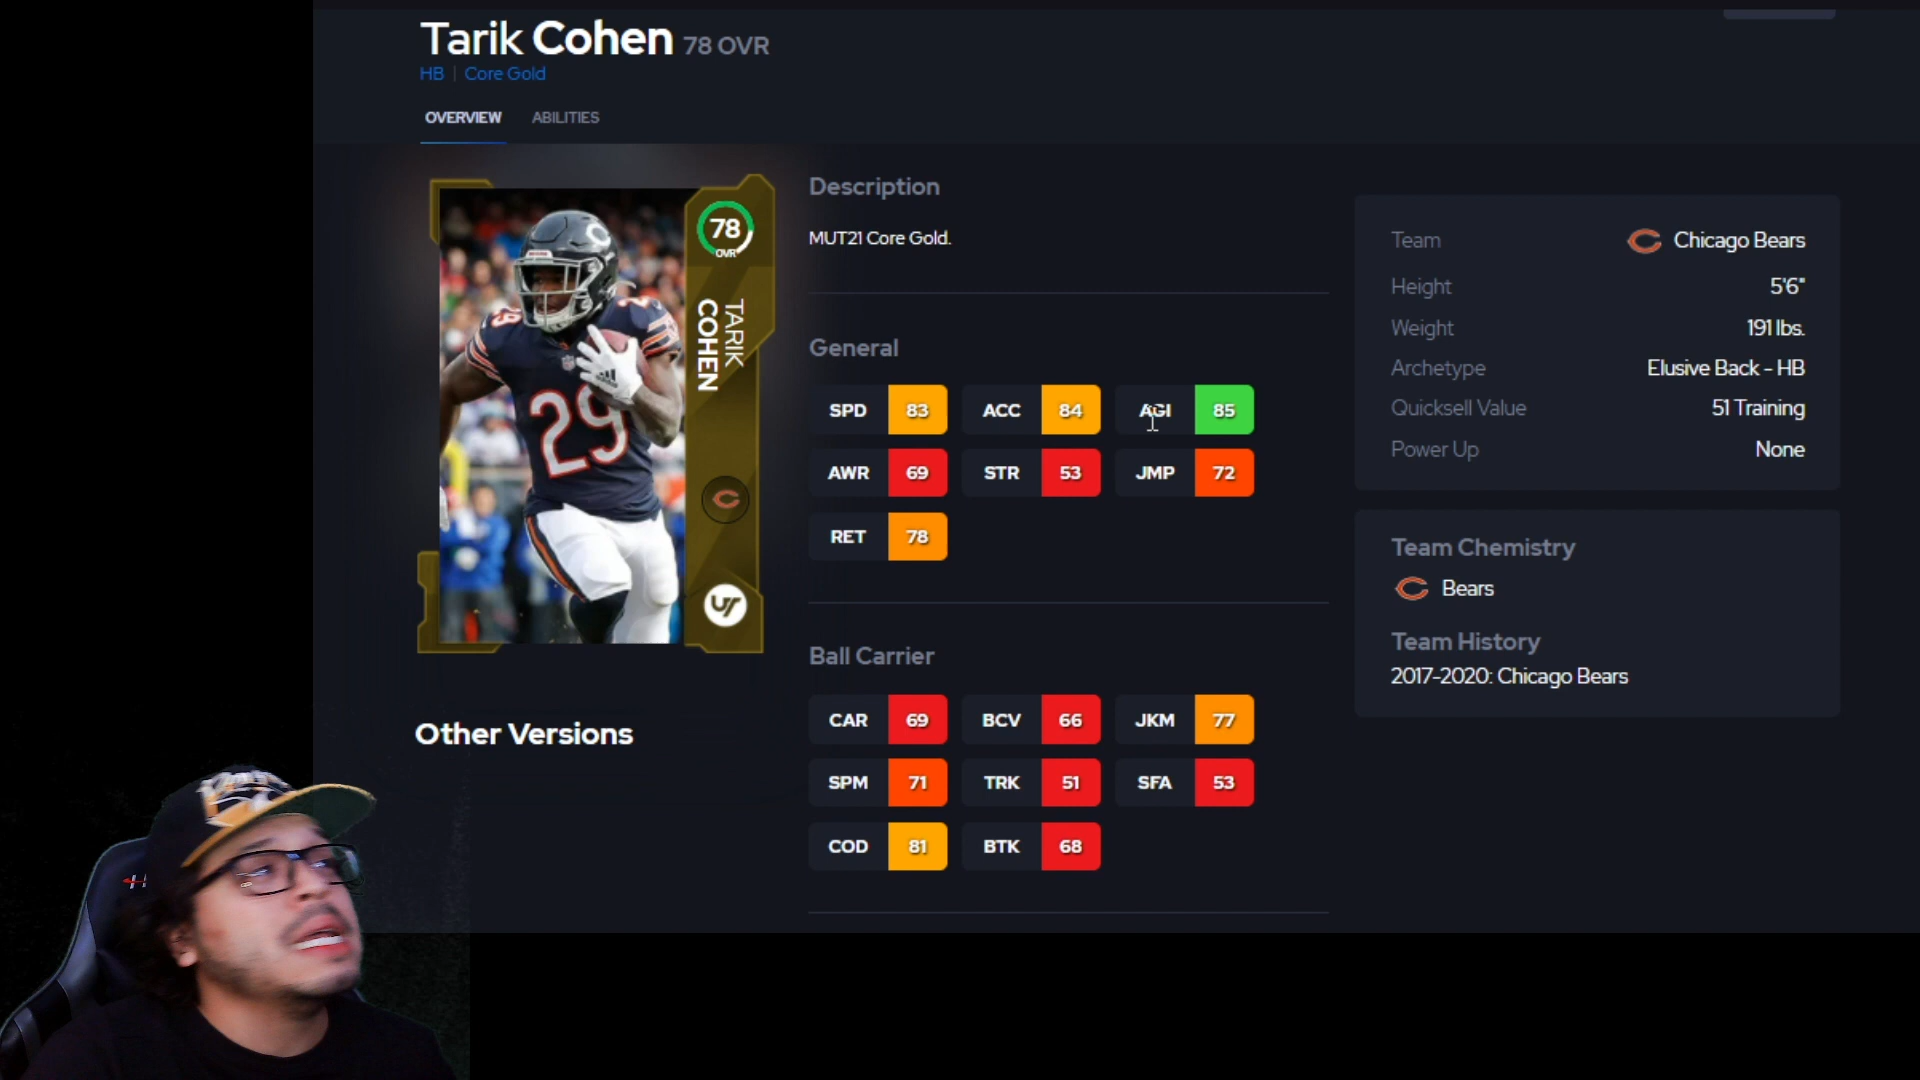 Tarik Cohen 78 OVR
HB | Core Gold
OVERVIEW ABILITIES
78
OVR
TARIK
COHEN
29
29
UT
Description
MUT21 Core Gold.
General
SPD 83 ACC 84 AGI 85
AWR 69 STR 53 JMP 72
RET 78
Ball Carrier
CAR 69 BCV 66 JKM 77
SPM 71 TRK 51 SFA 53
COD 81 BTK 68
Team Chicago Bears
Height 5'6"
Weight 191 lbs.
Archetype Elusive Back - HB
Quicksell Value 51 Training
Power Up None
Team Chemistry
Bears
Team History
2017-2020: Chicago Bears
Other Versions